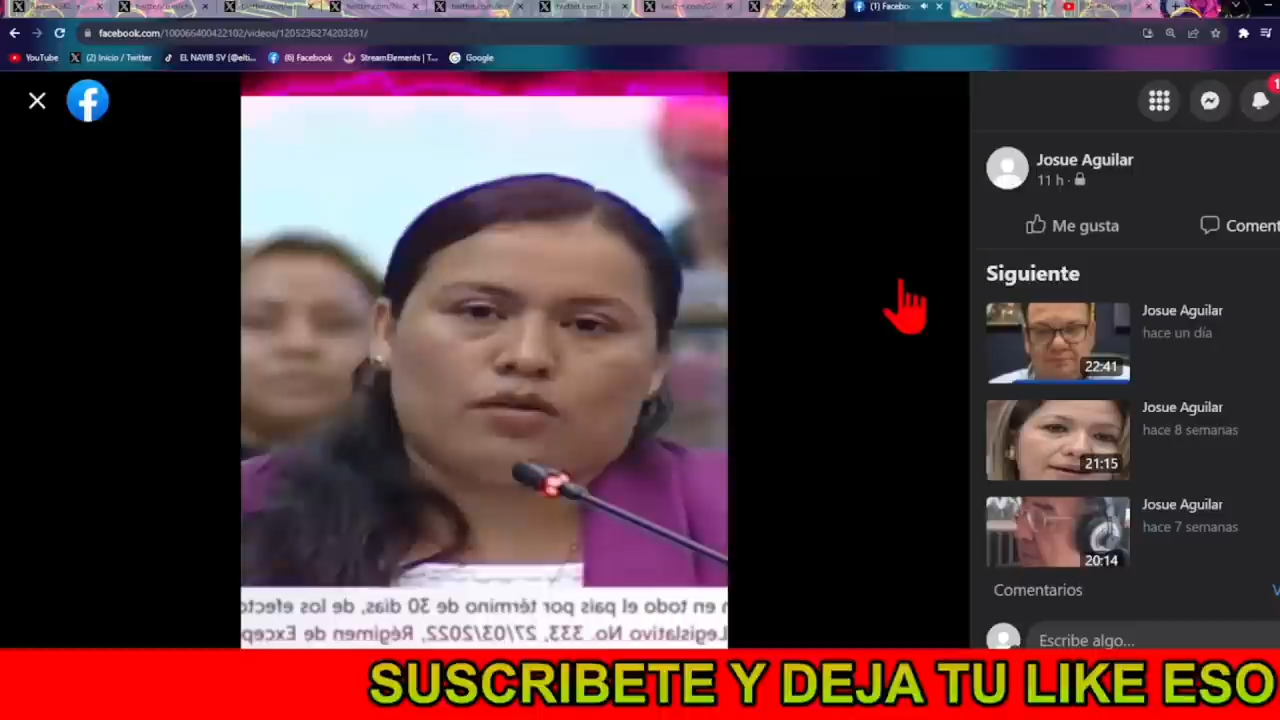 (1) Facebo
facebook.com/100066400422102/videos/1205236274203281/
YouTube
(2) Inicio / Twitter
EL NAYIB SV (@elti...
(6) Facebook
StreamElements | T...
Google
Josue Aguilar
11 h
Me gusta
Coment
Siguiente
22:41
Josue Aguilar
hace un día
21:15
Josue Aguilar
hace 8 semanas
20:14
Josue Aguilar
hace 7 semanas
Comentarios
Escribe algo...
n en todo el país por término de 30 días, de los efecto
Legislativo No. 333, 27/03/2022, Régimen de Excep
SUSCRIBETE Y DEJA TU LIKE ESO